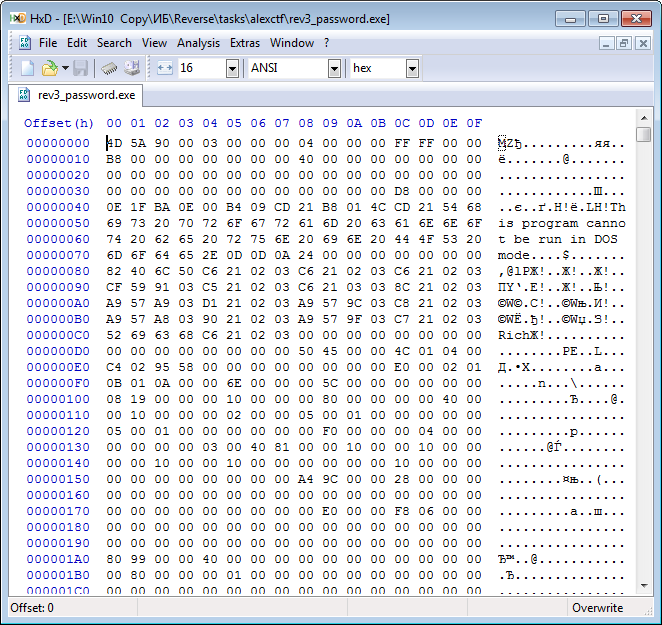 HxD - [E:\Win10 Copy\ИБ\Reverse\tasks\alexctf\rev3_password.exe]
File Edit Search View Analysis Extras Window ?
16 ANSI hex
rev3_password.exe
Offset(h) 00 01 02 03 04 05 06 07 08 09 0A 0B 0C 0D 0E 0F
00000000 4D 5A 90 00 03 00 00 00 04 00 00 00 FF FF 00 00 MZђ.........яя..
00000010 B8 00 00 00 00 00 00 00 40 00 00 00 00 00 00 00 ё.......@.......
00000020 00 00 00 00 00 00 00 00 00 00 00 00 00 00 00 00 ................
00000030 00 00 00 00 00 00 00 00 00 00 00 00 D8 00 00 00 ............Ш...
00000040 0E 1F BA 0E 00 B4 09 CD 21 B8 01 4C CD 21 54 68 ..є..ґ.Н!ё.LН!Th
00000050 69 73 20 70 72 6F 67 72 61 6D 20 63 61 6E 6E 6F is program canno
00000060 74 20 62 65 20 72 75 6E 20 69 6E 20 44 4F 53 20 t be run in DOS
00000070 6D 6F 64 65 2E 0D 0D 0A 24 00 00 00 00 00 00 00 mode....$.......
00000080 82 40 6C 50 C6 21 02 03 C6 21 02 03 C6 21 02 03 ‚@lPЖ!..Ж!..Ж!..
00000090 CF 59 91 03 C5 21 02 03 C6 21 03 03 8C 21 02 03 ПY‘.Е!..Ж!..Њ!..
000000A0 A9 57 A9 03 D1 21 02 03 A9 57 9C 03 C8 21 02 03 ©W©.С!..©Wњ.И!..
000000B0 A9 57 A8 03 90 21 02 03 A9 57 9F 03 C7 21 02 03 ©WЁ.ђ!..©Wџ.З!..
000000C0 52 69 63 68 C6 21 02 03 00 00 00 00 00 00 00 00 RichЖ!..........
000000D0 00 00 00 00 00 00 00 00 50 45 00 00 4C 01 04 00 ........PE..L...
000000E0 C4 02 95 58 00 00 00 00 00 00 00 00 E0 00 02 01 Д.•X........а...
000000F0 0B 01 0A 00 00 6E 00 00 00 5C 00 00 00 00 00 00 .....n...\......
00000100 08 19 00 00 00 10 00 00 00 80 00 00 00 00 40 00 .........Ђ....@.
00000110 00 10 00 00 00 02 00 00 05 00 01 00 00 00 00 00 ................
00000120 05 00 01 00 00 00 00 00 00 F0 00 00 00 04 00 00 .........р......
00000130 00 00 00 00 03 00 40 81 00 00 10 00 00 10 00 00 ......@Ѓ........
00000140 00 00 10 00 00 10 00 00 00 00 00 00 10 00 00 00 ................
00000150 00 00 00 00 00 00 00 00 A4 9C 00 00 28 00 00 00 ........¤њ..(...
00000160 00 00 00 00 00 00 00 00 00 00 00 00 00 00 00 00 ................
00000170 00 00 00 00 00 00 00 00 00 E0 00 00 F8 06 00 00 .........а..ш...
00000180 00 00 00 00 00 00 00 00 00 00 00 00 00 00 00 00 ................
00000190 00 00 00 00 00 00 00 00 00 00 00 00 00 00 00 00 ................
000001A0 80 99 00 00 40 00 00 00 00 00 00 00 00 00 00 00 Ђ™..@...........
000001B0 00 80 00 00 00 01 00 00 00 00 00 00 00 00 00 00 .Ђ..............
000001C0 00 00 00 00 00 00 00 00 00 00 00 00 00 00 00 00 ................
Offset: 0 Overwrite